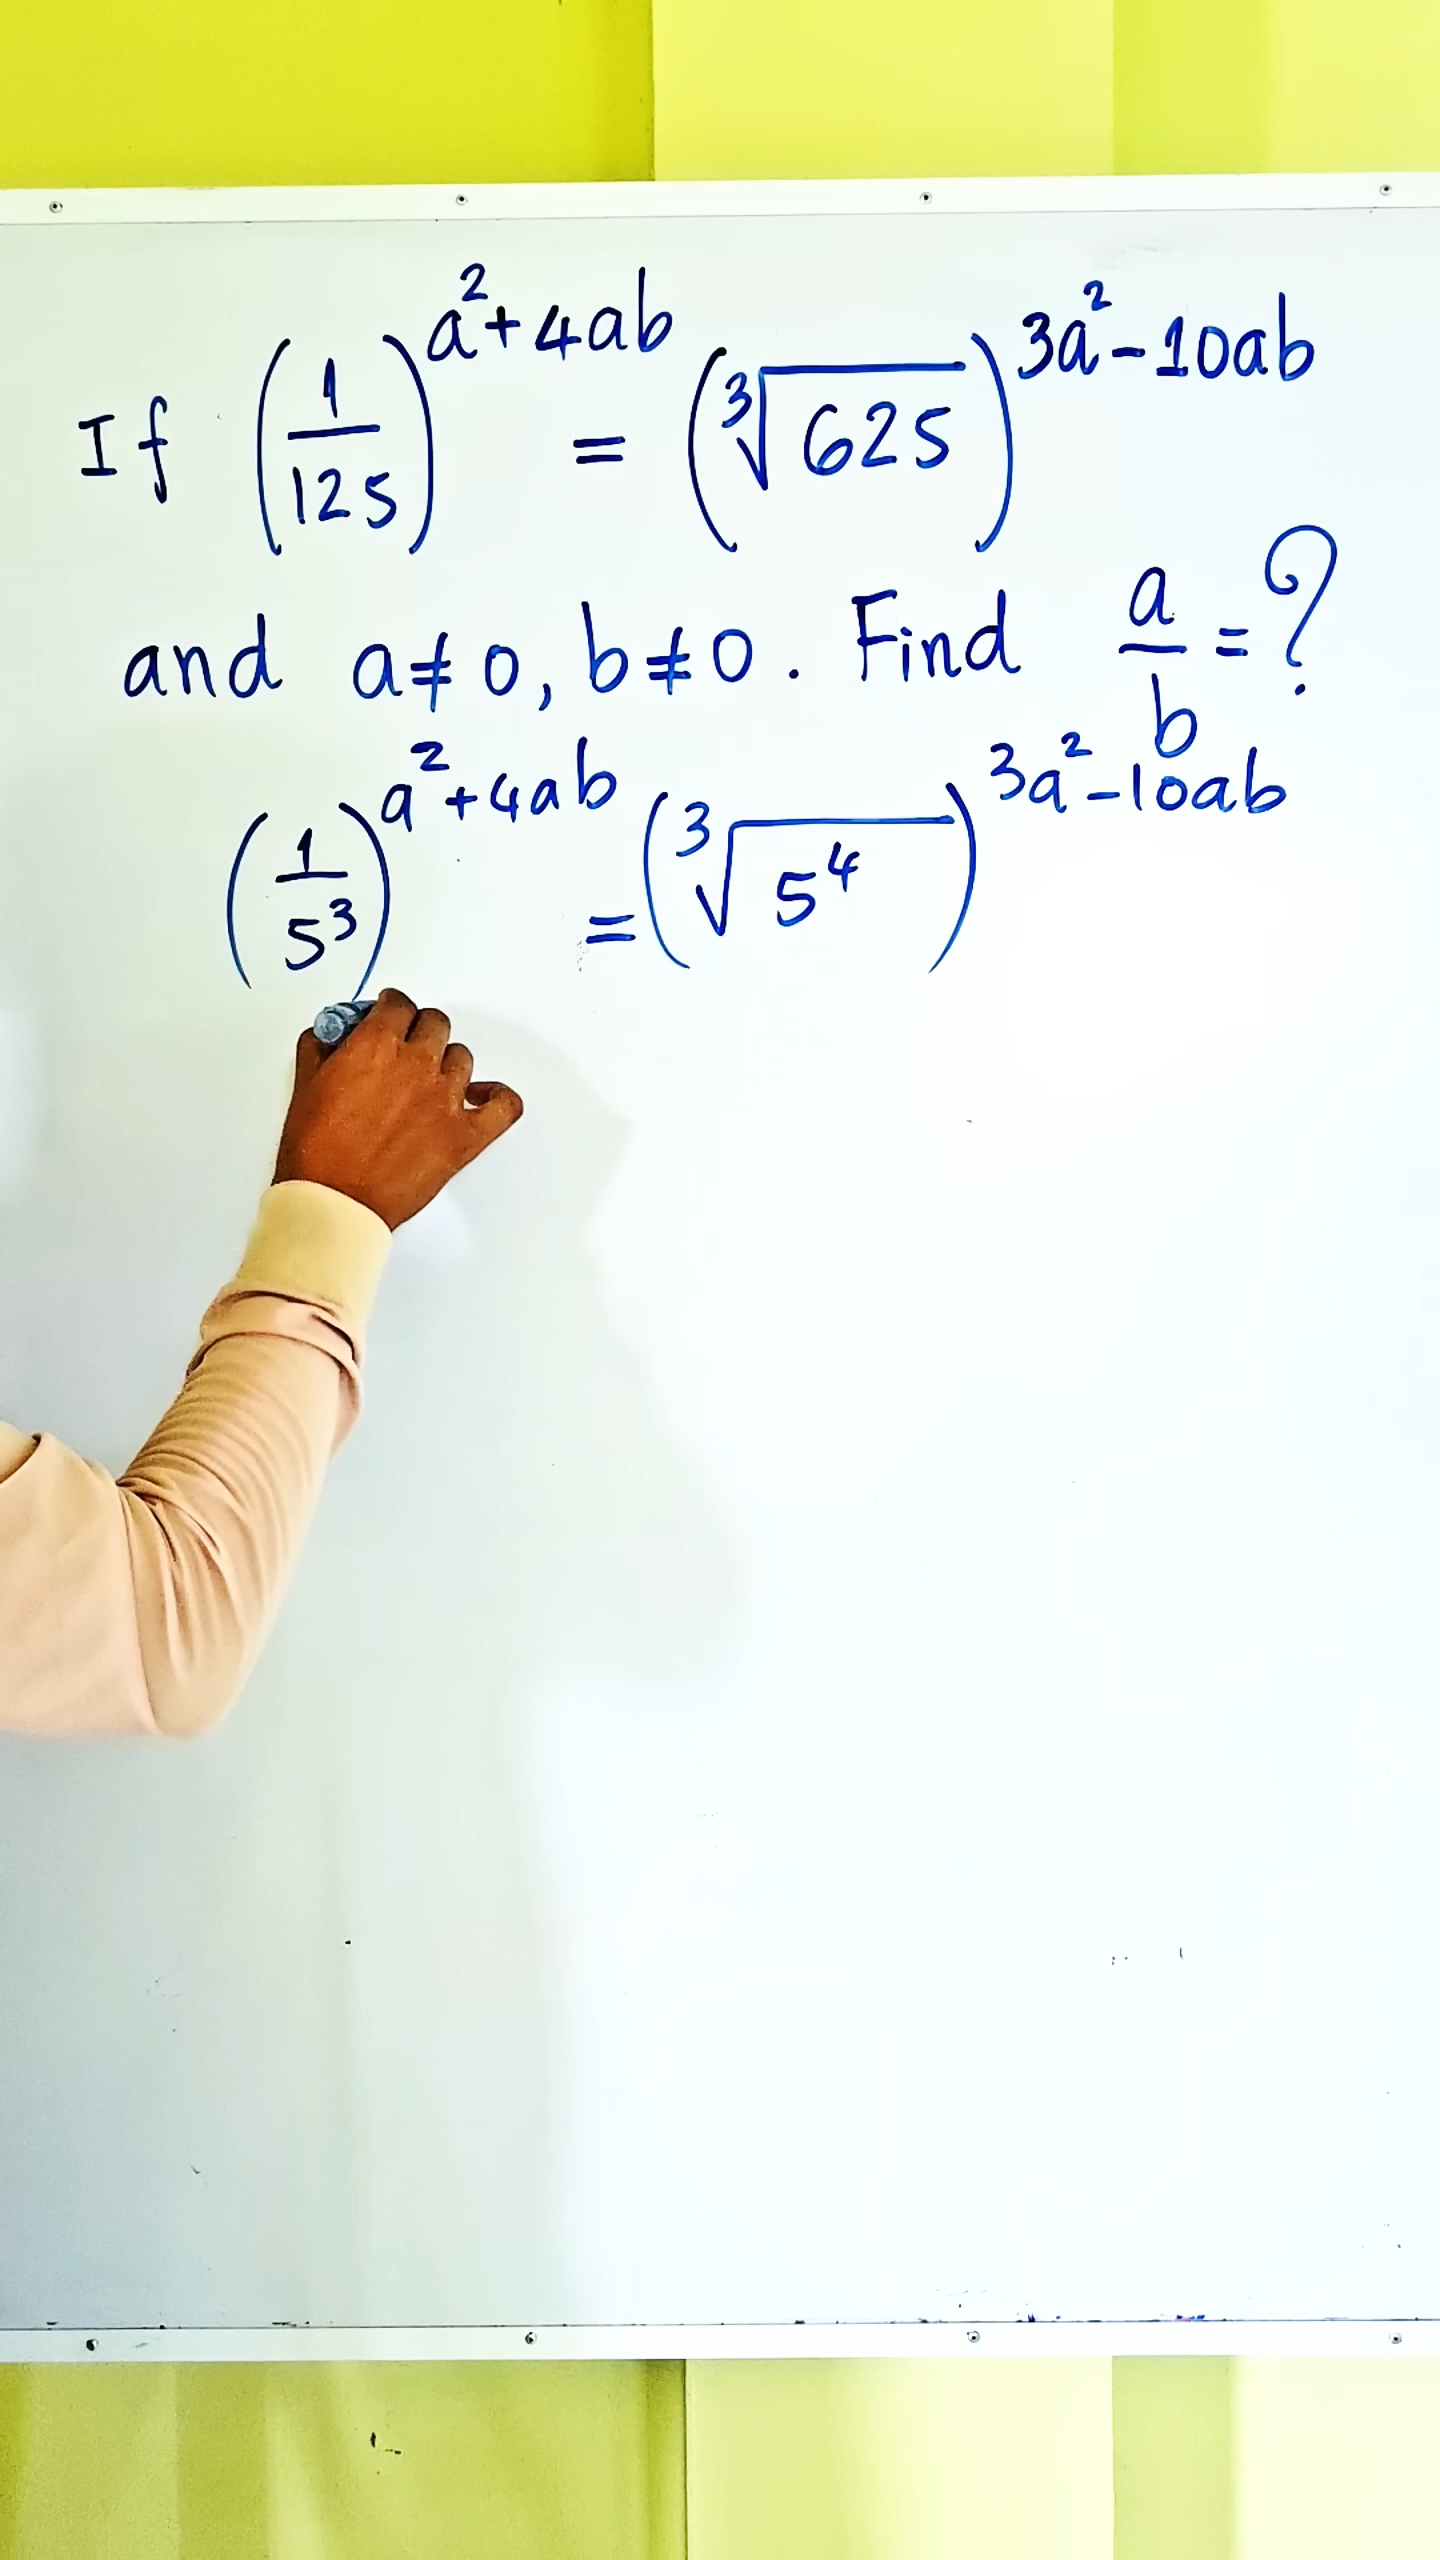 If (1/125)^(a²+4ab) = (∛625)^(3a²-10ab)
and a≠0, b≠0. Find a/b=?
(1/5³)^(a²+4ab) = (∛5⁴)^(3a²-10ab)